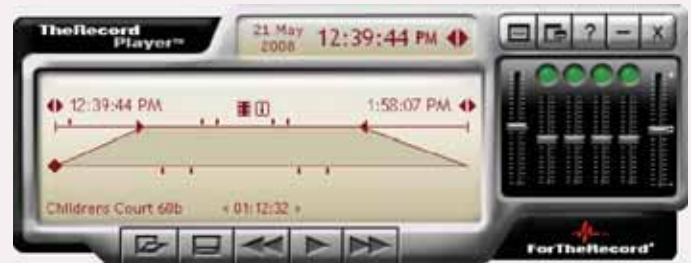 TheRecord
Player™
21 May
2008
12:39:44 PM
?
–
X
12:39:44 PM
1:58:07 PM
Childrens Court 60b
« 01:12:32 »
ForTheRecord®